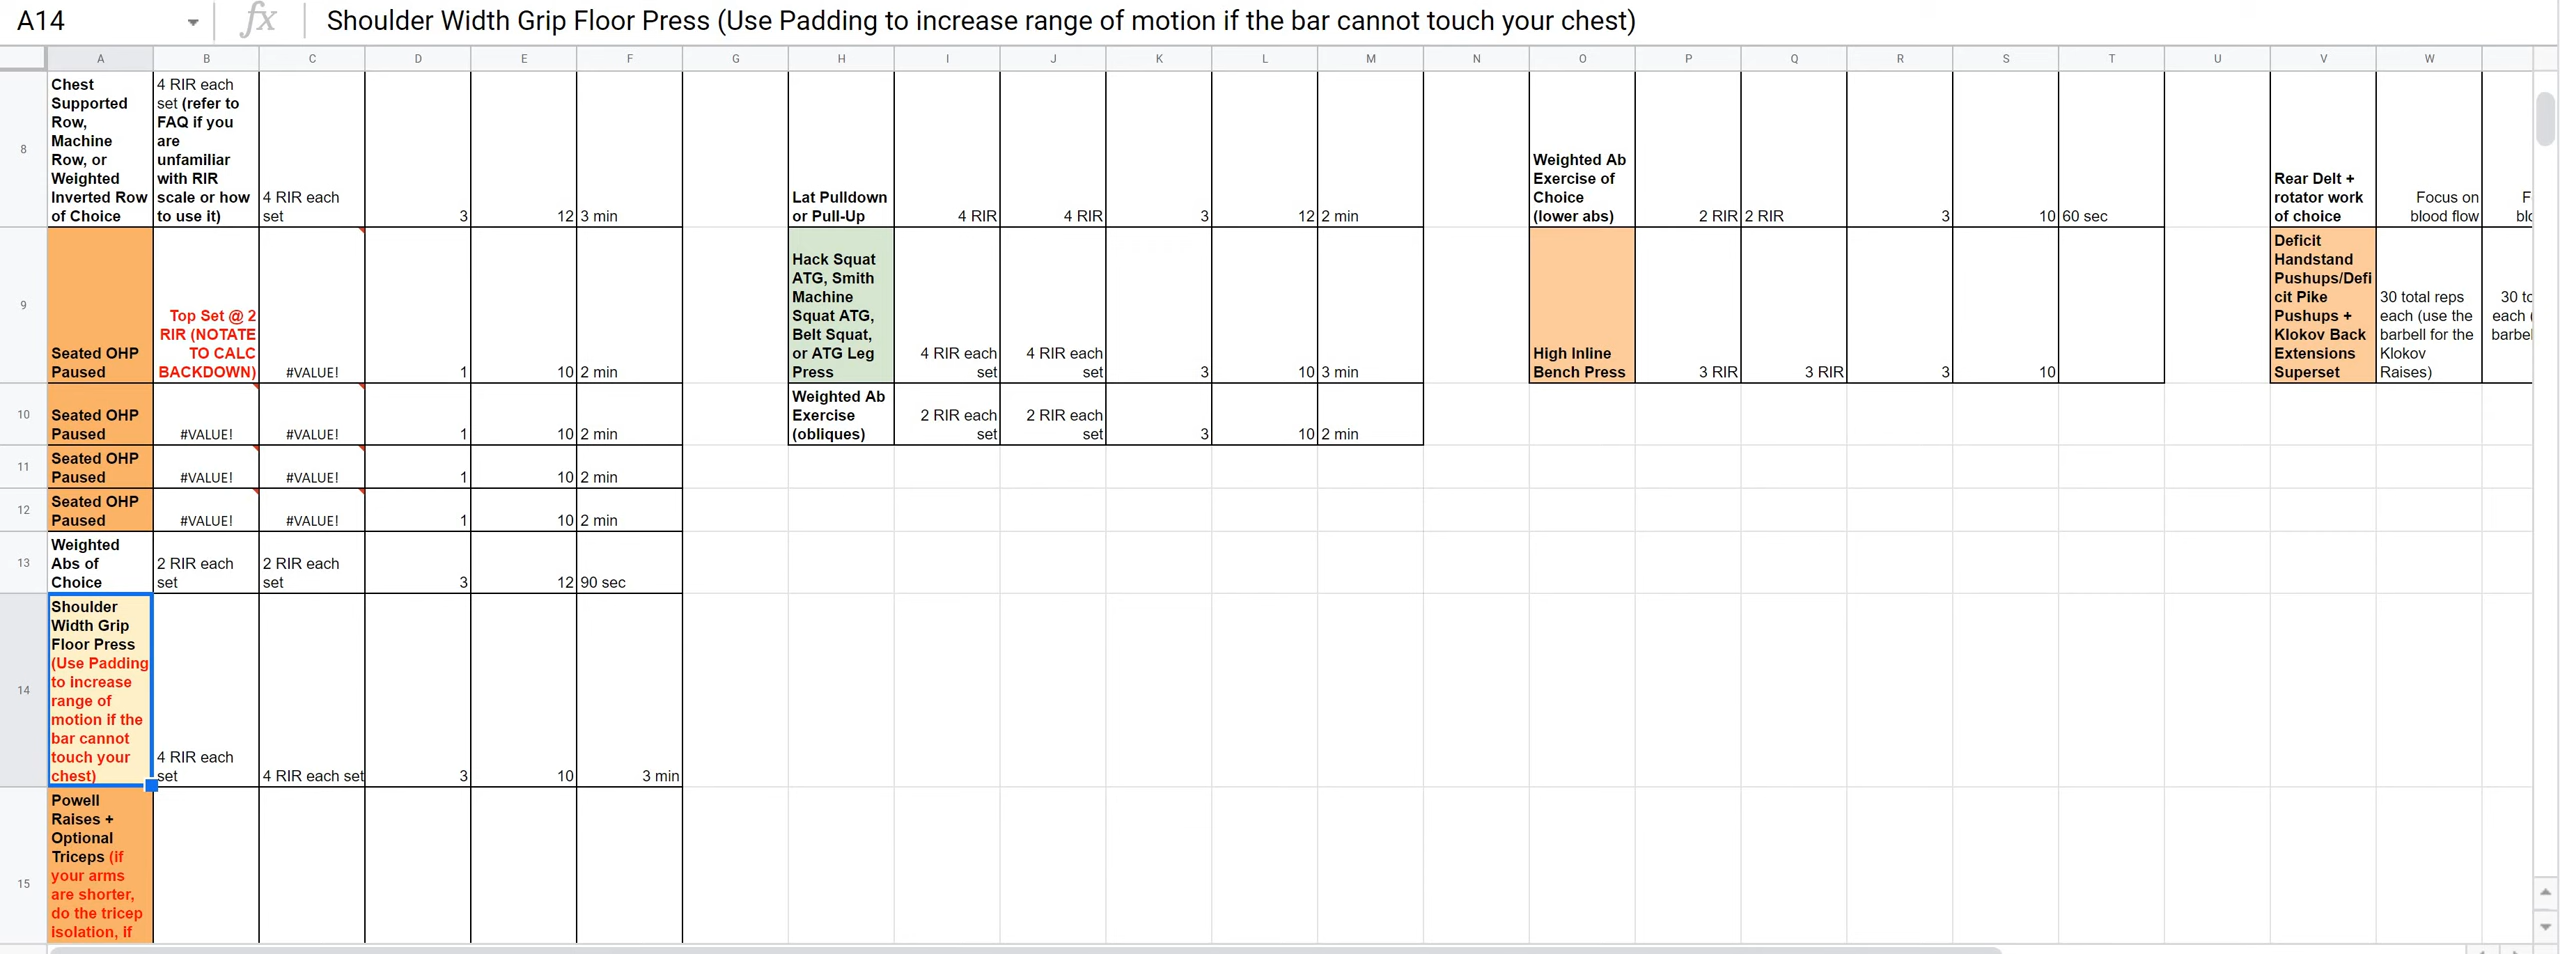 A14
fx
Shoulder Width Grip Floor Press (Use Padding to increase range of motion if the bar cannot touch your chest)
A B C D E F G H I J K L M N O P Q R S T U V W
8
Chest
Supported
Row,
Machine
Row, or
Weighted
Inverted Row
of Choice
4 RIR each
set (refer to
FAQ if you
are
unfamiliar
with RIR
scale or how
to use it)
4 RIR each
set
3
12
3 min
Lat Pulldown
or Pull-Up
4 RIR
4 RIR
3
12
2 min
Weighted Ab
Exercise of
Choice
(lower abs)
2 RIR
2 RIR
3
10
60 sec
Rear Delt +
rotator work
of choice
Focus on
blood flow
9
Seated OHP
Paused
Top Set @ 2
RIR (NOTATE
TO CALC
BACKDOWN)
#VALUE!
1
10
2 min
Hack Squat
ATG, Smith
Machine
Squat ATG,
Belt Squat,
or ATG Leg
Press
4 RIR each
set
4 RIR each
set
3
10
3 min
High Inline
Bench Press
3 RIR
3 RIR
3
10
Deficit
Handstand
Pushups/Defi
cit Pike
Pushups +
Klokov Back
Extensions
Superset
30 total reps
each (use the
barbell for the
Klokov
Raises)
10
Seated OHP
Paused
#VALUE!
#VALUE!
1
10
2 min
Weighted Ab
Exercise
(obliques)
2 RIR each
set
2 RIR each
set
3
10
2 min
11
Seated OHP
Paused
#VALUE!
#VALUE!
1
10
2 min
12
Seated OHP
Paused
#VALUE!
#VALUE!
1
10
2 min
13
Weighted
Abs of
Choice
2 RIR each
set
2 RIR each
set
3
12
90 sec
14
Shoulder
Width Grip
Floor Press
(Use Padding
to increase
range of
motion if the
bar cannot
touch your
chest)
4 RIR each
set
4 RIR each set
3
10
3 min
15
Powell
Raises +
Optional
Triceps (if
your arms
are shorter,
do the tricep
isolation, if